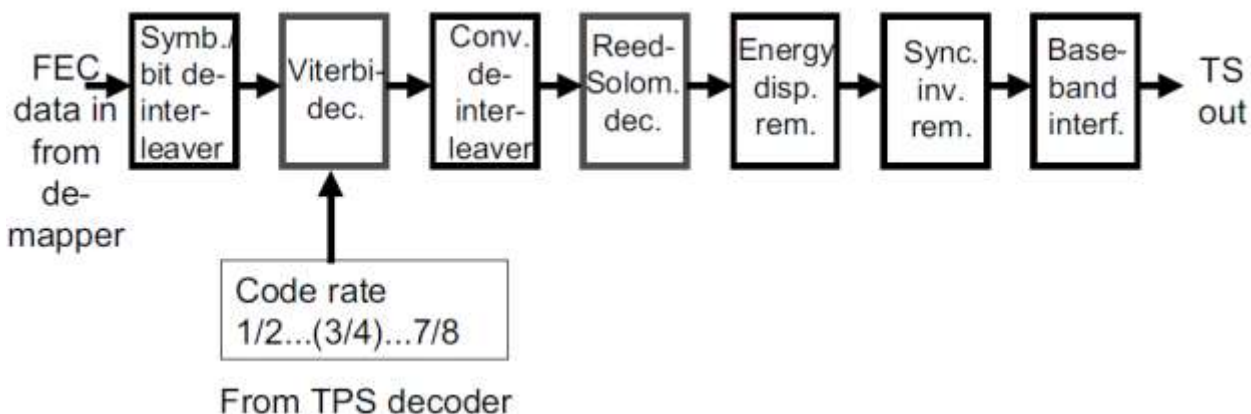 FEC
data in
from
de-
mapper
Symb./
bit de-
inter-
leaver
Viterbi-
dec.
Conv.
de-
inter-
leaver
Reed-
Solom.
dec.
Energy
disp.
rem.
Sync.
inv.
rem.
Base-
band
interf.
TS
out
Code rate
1/2...(3/4)...7/8
From TPS decoder